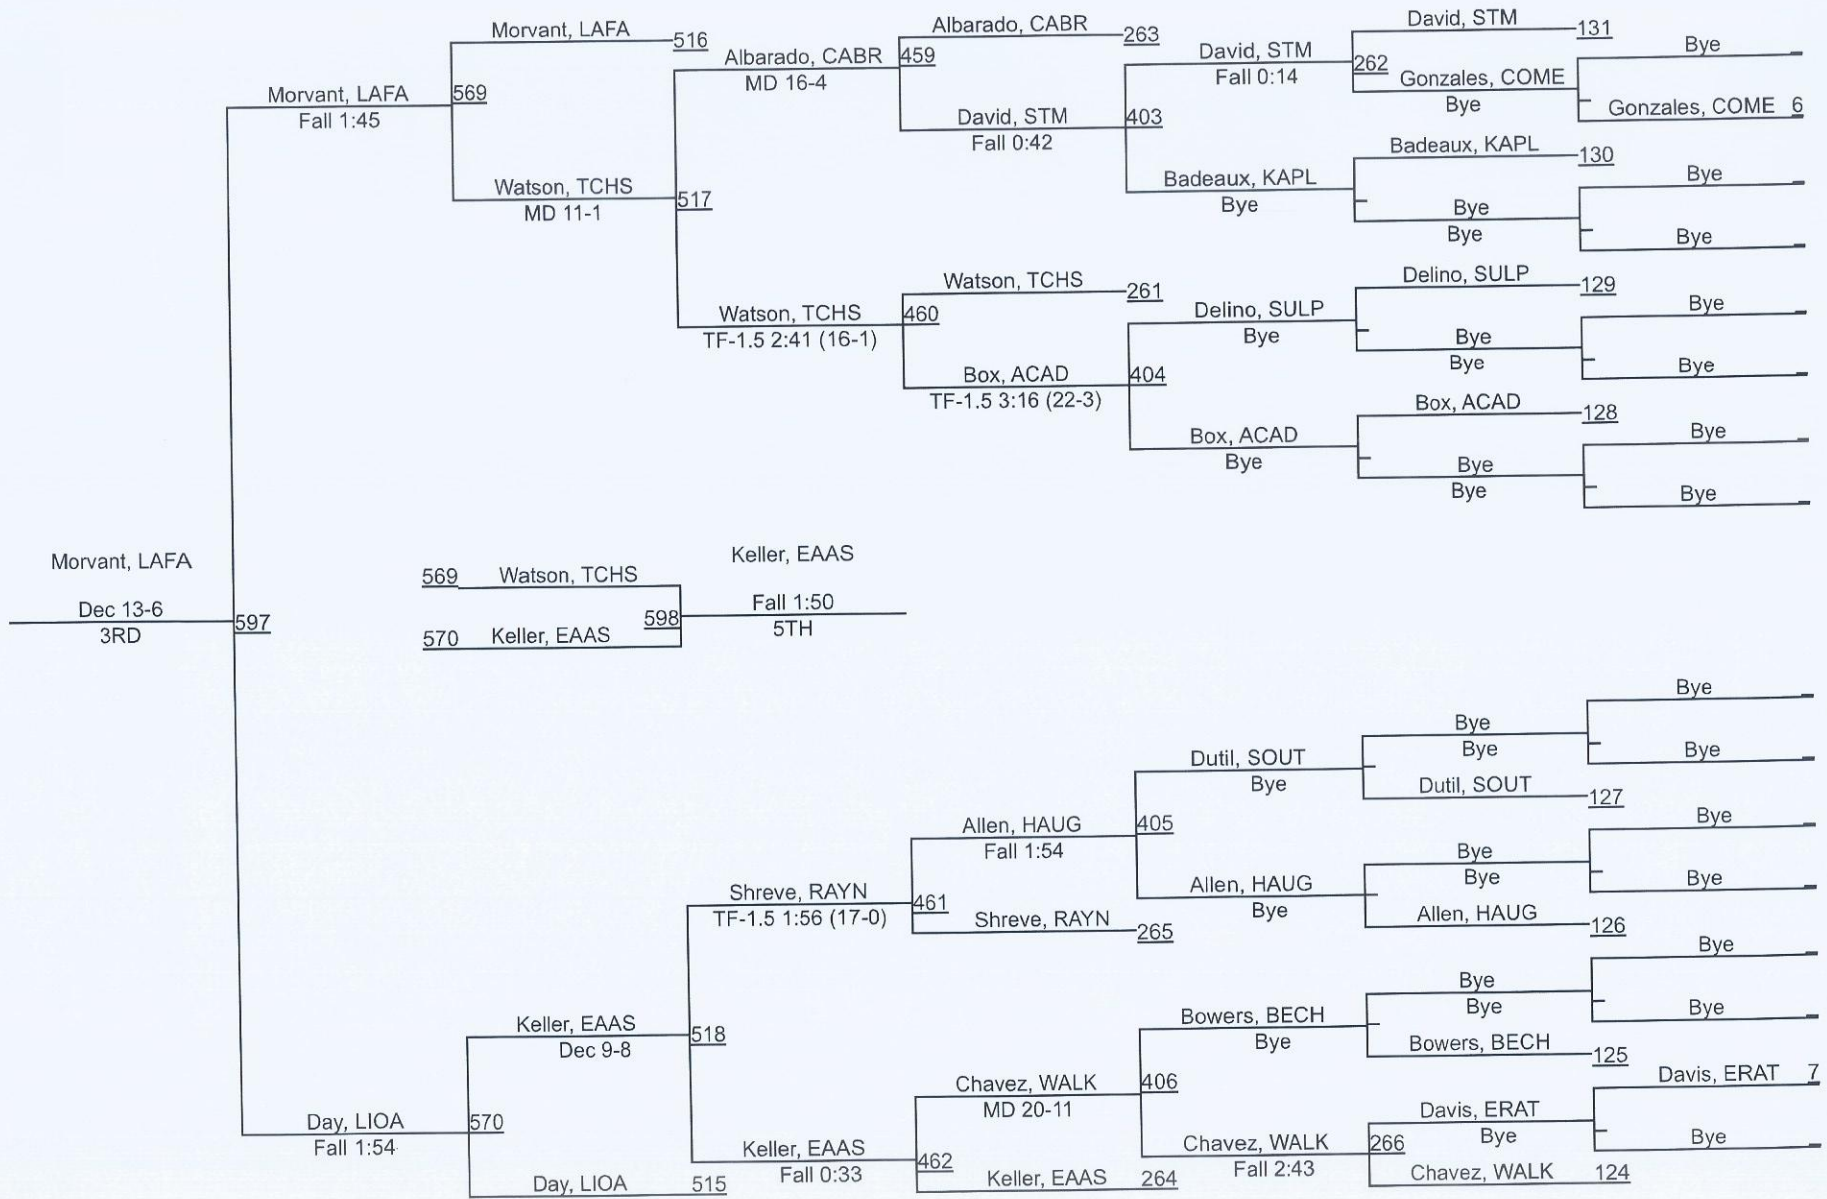 Morvant, LAFA
516
Albarado, CABR
MD 16-4
459
Albarado, CABR
263
David, STM
Fall 0:14
262
David, STM
131
Bye
Gonzales, COME
Bye
Gonzales, COME 6
Morvant, LAFA
Fall 1:45
569
David, STM
Fall 0:42
403
Badeaux, KAPL
130
Badeaux, KAPL
Bye
Bye
Bye
Bye
Bye
Watson, TCHS
MD 11-1
517
Watson, TCHS
261
Delino, SULP
Bye
Delino, SULP
129
Bye
Watson, TCHS
TF-1.5 2:41 (16-1)
460
Bye
Bye
Bye
Box, ACAD
TF-1.5 3:16 (22-3)
404
Box, ACAD
128
Box, ACAD
Bye
Bye
Bye
Bye
Bye
Morvant, LAFA
Dec 13-6
3RD
597
569
Watson, TCHS
598
570
Keller, EAAS
Keller, EAAS
Fall 1:50
5TH
Bye
Bye
Bye
Bye
Dutil, SOUT
Bye
Dutil, SOUT
127
Allen, HAUG
Fall 1:54
405
Bye
Bye
Bye
Bye
Allen, HAUG
Bye
Allen, HAUG
126
Shreve, RAYN
TF-1.5 1:56 (17-0)
461
Shreve, RAYN
265
Bye
Bye
Bye
Bye
Bowers, BECH
Bye
Bowers, BECH
125
Keller, EAAS
Dec 9-8
518
Chavez, WALK
MD 20-11
406
Davis, ERAT 7
Davis, ERAT
Bye
Bye
Day, LIOA
Fall 1:54
570
Chavez, WALK
Fall 2:43
266
Chavez, WALK
124
Keller, EAAS
Fall 0:33
462
Keller, EAAS
264
Day, LIOA
515